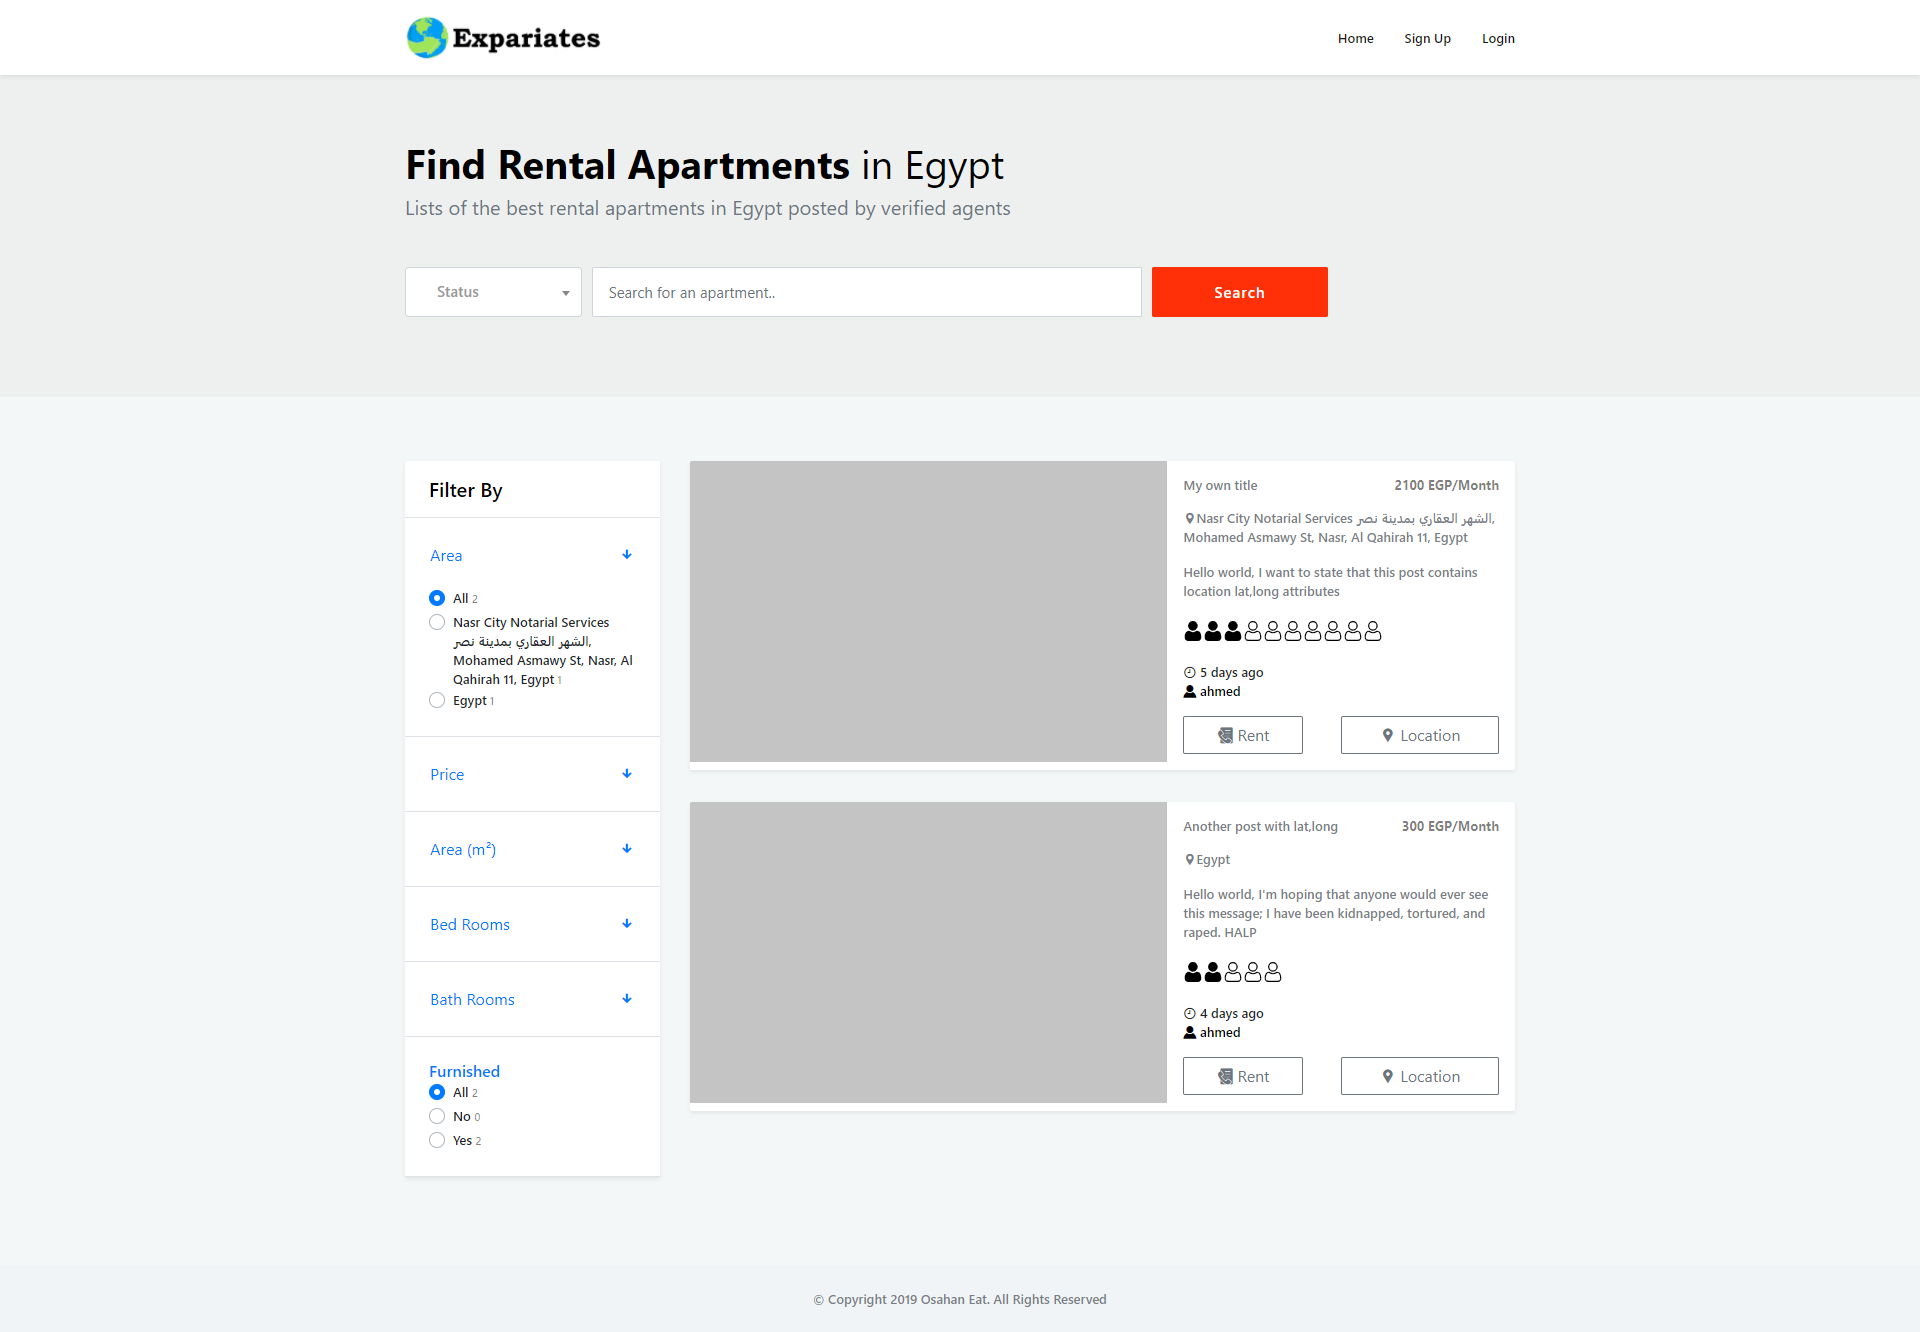 Expariates
Home Sign Up Login
Find Rental Apartments in Egypt
Lists of the best rental apartments in Egypt posted by verified agents
Status
Search for an apartment..
Search
Filter By
Area
All 2
Nasr City Notarial Services
الشهر العقاري بمدينة نصر,
Mohamed Asmawy St, Nasr, Al
Qahirah 11, Egypt 1
Egypt 1
Price
Area (m²)
Bed Rooms
Bath Rooms
Furnished
All 2
No 0
Yes 2
My own title 2100 EGP/Month
Nasr City Notarial Services الشهر العقاري بمدينة نصر,
Mohamed Asmawy St, Nasr, Al Qahirah 11, Egypt
Hello world, I want to state that this post contains
location lat,long attributes
5 days ago
ahmed
Rent Location
Another post with lat,long 300 EGP/Month
Egypt
Hello world, I'm hoping that anyone would ever see
this message; I have been kidnapped, tortured, and
raped. HALP
4 days ago
ahmed
Rent Location
© Copyright 2019 Osahan Eat. All Rights Reserved